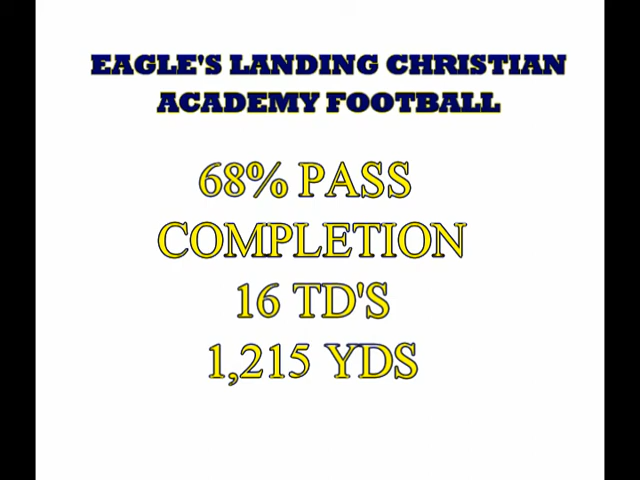 EAGLE'S LANDING CHRISTIAN
ACADEMY FOOTBALL
68% PASS
COMPLETION
16 TD'S
1,215 YDS